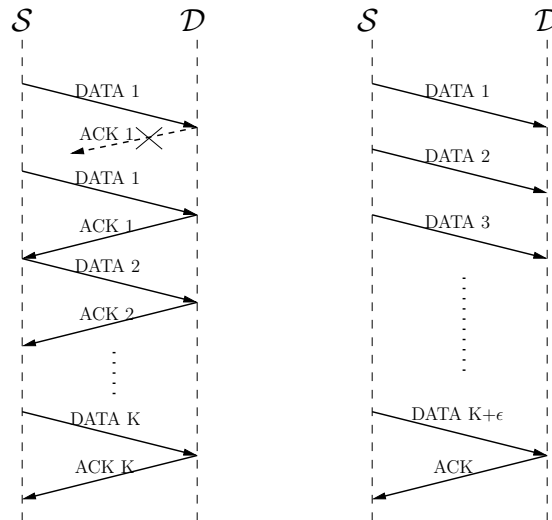 S
D
DATA 1
ACK 1
DATA 1
ACK 1
DATA 2
ACK 2
DATA K
ACK K
S
D
DATA 1
DATA 2
DATA 3
DATA K+ϵ
ACK